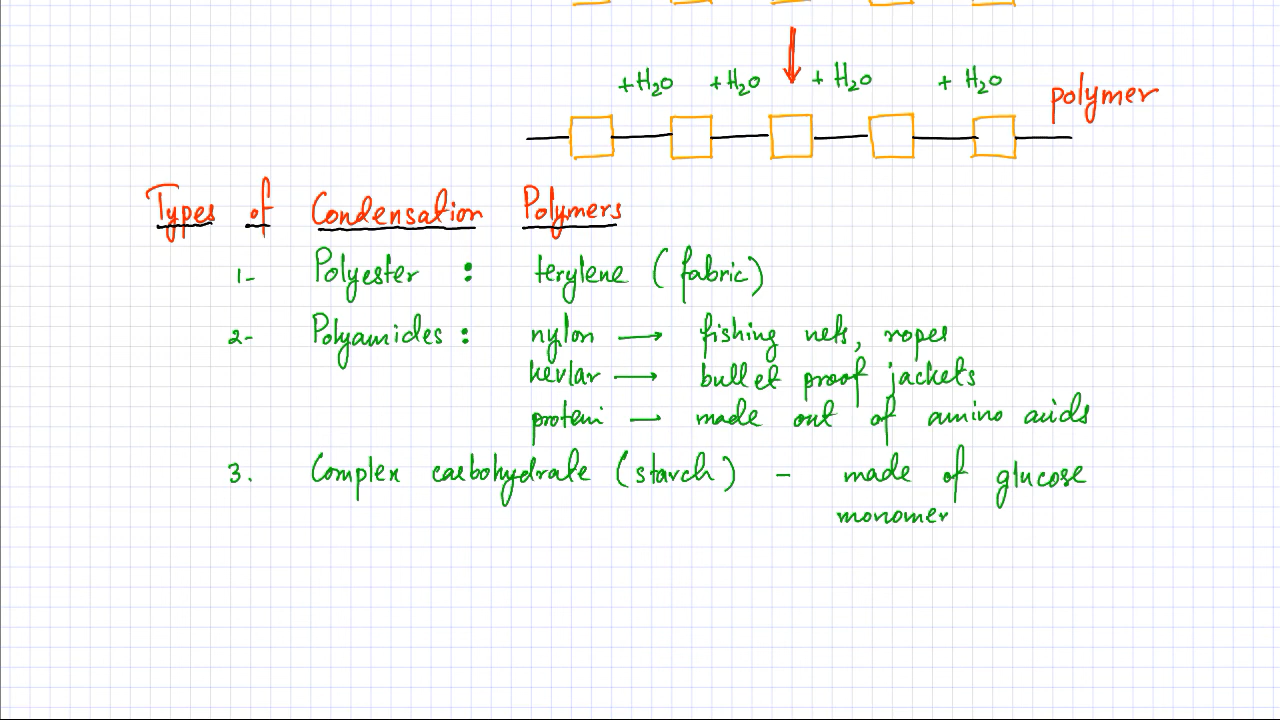 +H₂O +H₂O + H₂O + H₂O
polymer
Types of Condensation Polymers
1- Polyester : terylene (fabric)
2- Polyamides : nylon → fishing nets, ropes
kevlar → bullet proof jackets
protein → made out of amino acids
3. Complex carbohydrate (starch) - made of glucose
monomer